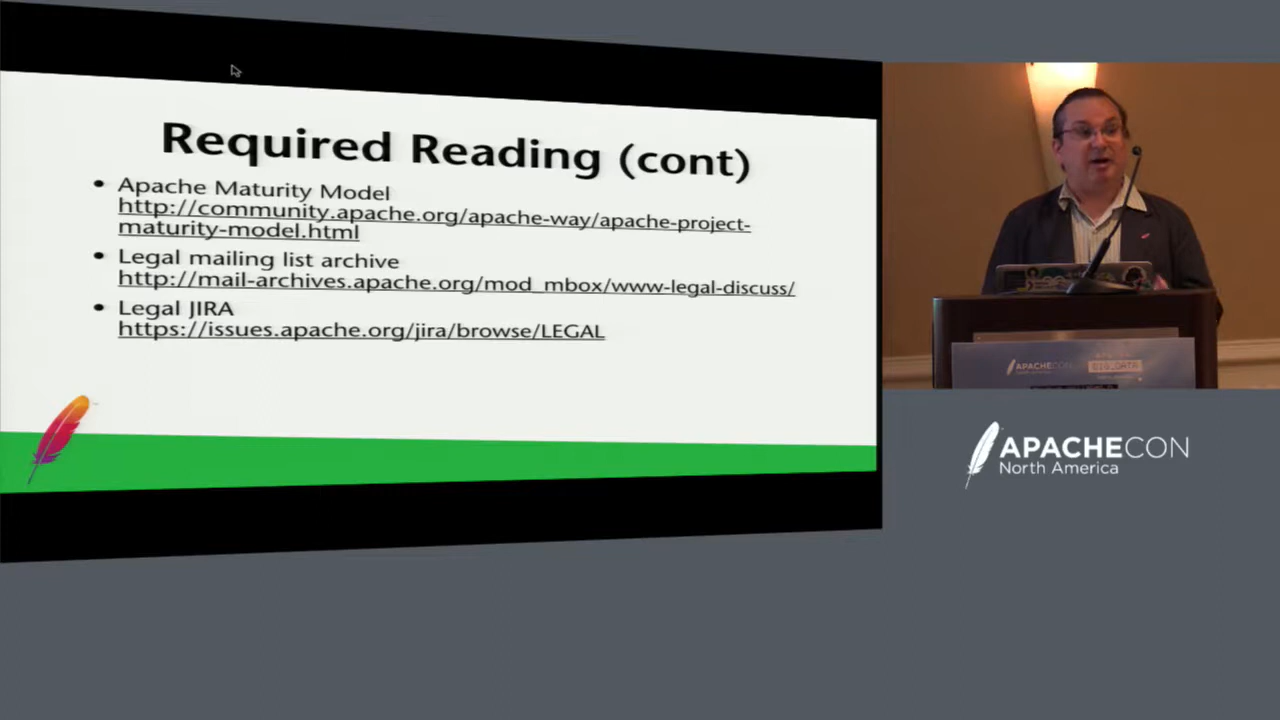 Required Reading (cont)
• Apache Maturity Model
http://community.apache.org/apache-way/apache-project-
maturity-model.html
• Legal mailing list archive
http://mail-archives.apache.org/mod_mbox/www-legal-discuss/
• Legal JIRA
https://issues.apache.org/jira/browse/LEGAL
APACHECON
BIG_DATA
APACHECON
North America